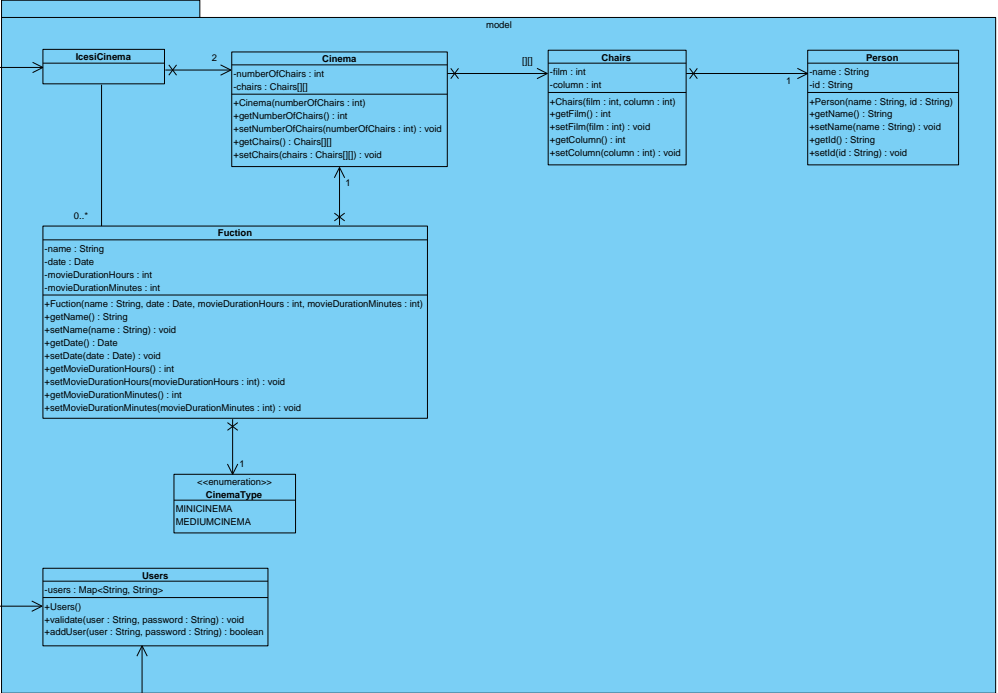 model
IcesiCinema
2
Cinema
-numberOfChairs : int
-chairs : Chairs[][]
+Cinema(numberOfChairs : int)
+getNumberOfChairs() : int
+setNumberOfChairs(numberOfChairs : int) : void
+getChairs() : Chairs[][]
+setChairs(chairs : Chairs[][]) : void
[][]
Chairs
-film : int
-column : int
+Chairs(film : int, column : int)
+getFilm() : int
+setFilm(film : int) : void
+getColumn() : int
+setColumn(column : int) : void
1
Person
-name : String
-id : String
+Person(name : String, id : String)
+getName() : String
+setName(name : String) : void
+getId() : String
+setId(id : String) : void
1
0..*
Fuction
-name : String
-date : Date
-movieDurationHours : int
-movieDurationMinutes : int
+Fuction(name : String, date : Date, movieDurationHours : int, movieDurationMinutes : int)
+getName() : String
+setName(name : String) : void
+getDate() : Date
+setDate(date : Date) : void
+getMovieDurationHours() : int
+setMovieDurationHours(movieDurationHours : int) : void
+getMovieDurationMinutes() : int
+setMovieDurationMinutes(movieDurationMinutes : int) : void
1
<<enumeration>>
CinemaType
MINICINEMA
MEDIUMCINEMA
Users
-users : Map<String, String>
+Users()
+validate(user : String, password : String) : void
+addUser(user : String, password : String) : boolean